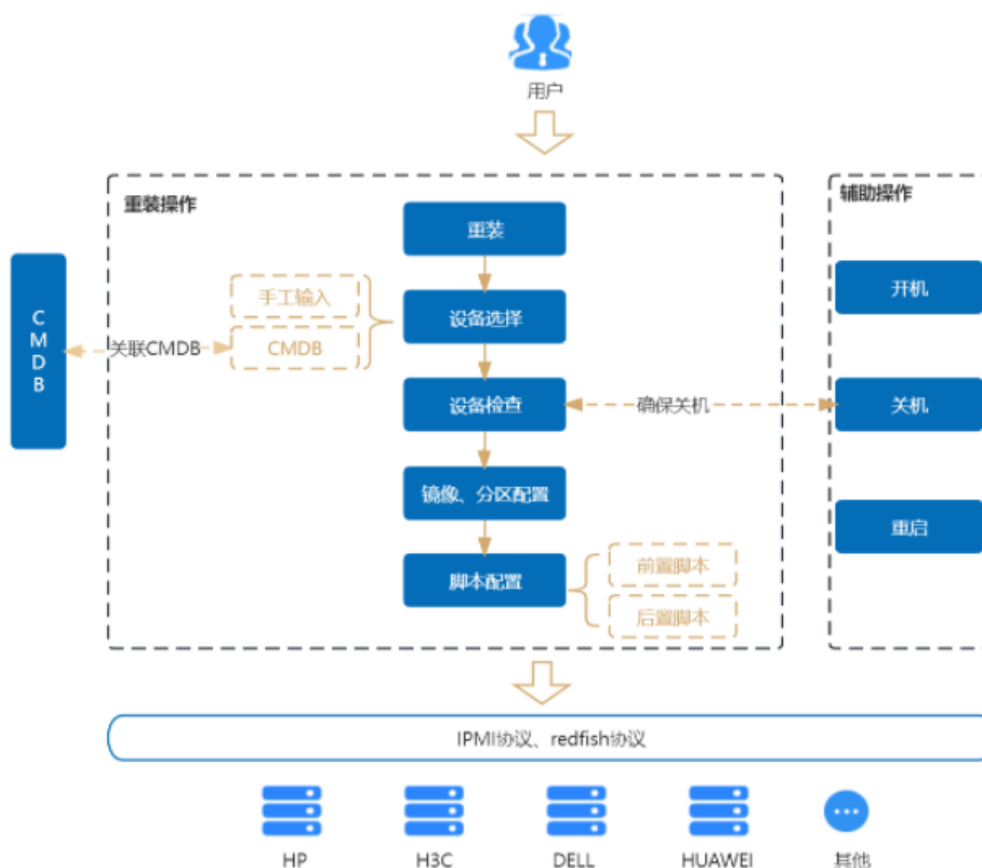 用户
重装操作
辅助操作
重装
开机
手工输入
设备选择
CMDB
关联CMDB
CMDB
设备检查
确保关机
关机
镜像、分区配置
重启
脚本配置
前置脚本
后置脚本
IPMI协议、redfish协议
HP
H3C
DELL
HUAWEI
其他